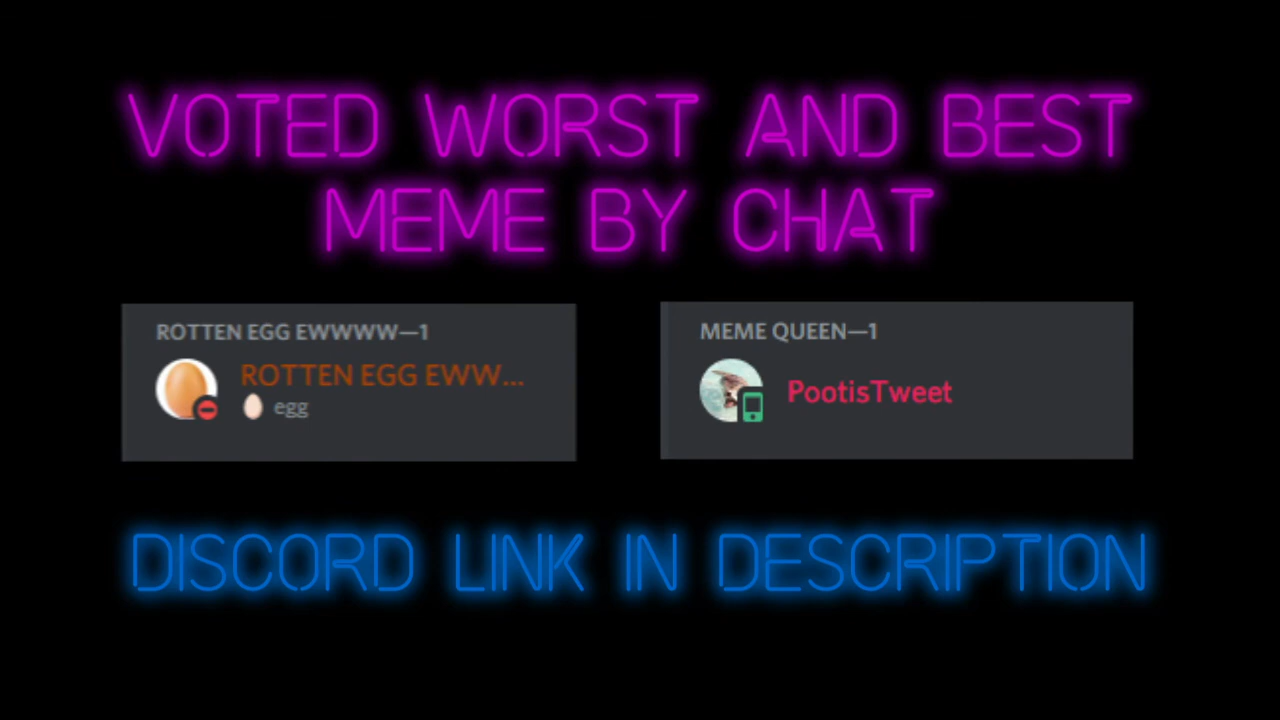 VOTED WORST AND BEST
MEME BY CHAT
ROTTEN EGG EWWWW—1
ROTTEN EGG EWW...
egg
MEME QUEEN—1
PootisTweet
DISCORD LINK IN DESCRIPTION